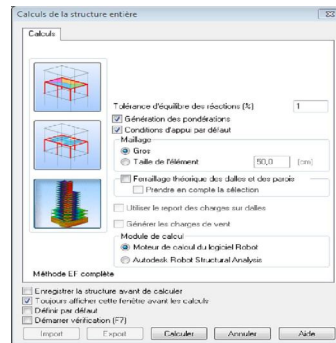 Calculs de la structure entière
Calculs
Tolérance d'équilibre des réactions (%) 1
Génération des pondérations
Conditions d'appui par défaut
Maillage
Gros
Taille de l'élément 50,0 (cm)
Ferraillage théorique des dalles et des parois
Prendre en compte la sélection
Utiliser le report des charges sur dalles
Générer les charges de vent
Module de calcul
Moteur de calcul du logiciel Robot
Autodesk Robot Structural Analysis
Méthode EF complète
Enregistrer la structure avant de calculer
Toujours afficher cette fenêtre avant les calculs
Définir par défaut
Démarrer vérification (F7)
Import Export Calculer Annuler Aide